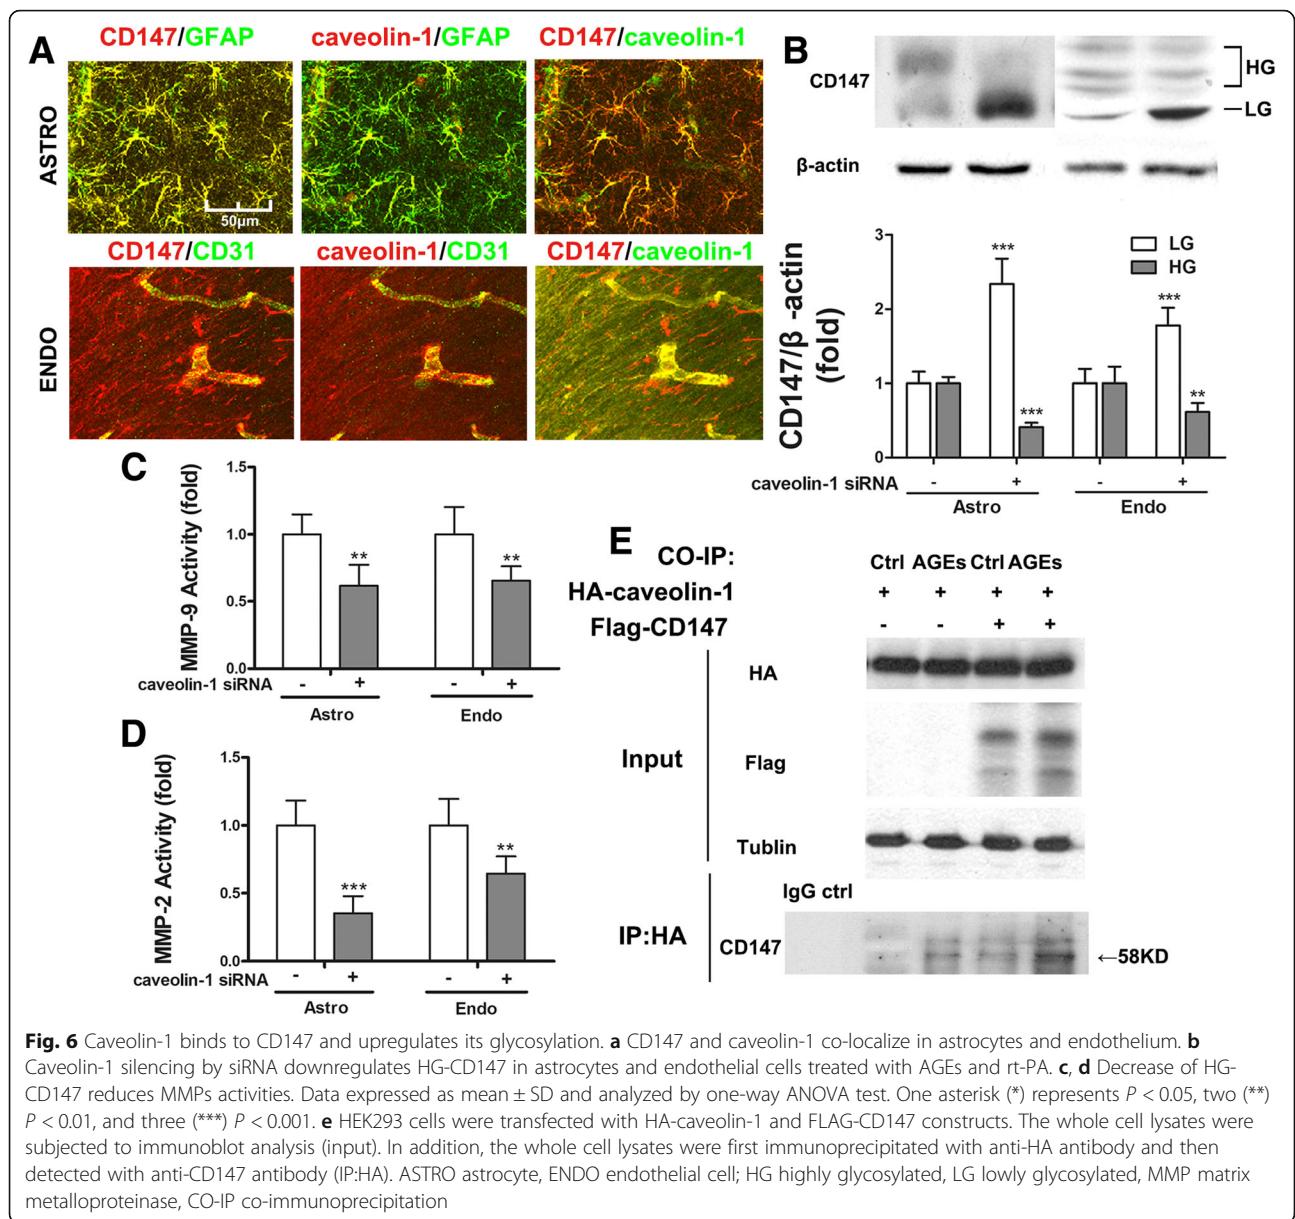 A
CD147/GFAP caveolin-1/GFAP CD147/caveolin-1
ASTRO
50μm
CD147/CD31 caveolin-1/CD31 CD147/caveolin-1
ENDO
B
CD147
HG
LG
β-actin
CD147/β -actin
(fold)
3
2
1
0
*** *** *** **
LG
HG
caveolin-1 siRNA - + - +
Astro Endo
C
MMP-9 Activity (fold)
1.5
1.0
0.5
0.0
** **
caveolin-1 siRNA - + - +
Astro Endo
D
MMP-2 Activity (fold)
1.5
1.0
0.5
0.0
*** **
caveolin-1 siRNA - + - +
Astro Endo
E
CO-IP: Ctrl AGEs Ctrl AGEs
HA-caveolin-1 + + + +
Flag-CD147 - - + +
Input
HA
Flag
Tublin
IgG ctrl
IP:HA
CD147
←58KD
Fig. 6 Caveolin-1 binds to CD147 and upregulates its glycosylation. a CD147 and caveolin-1 co-localize in astrocytes and endothelium. b
Caveolin-1 silencing by siRNA downregulates HG-CD147 in astrocytes and endothelial cells treated with AGEs and rt-PA. c, d Decrease of HG-
CD147 reduces MMPs activities. Data expressed as mean ± SD and analyzed by one-way ANOVA test. One asterisk (*) represents P < 0.05, two (**)
P < 0.01, and three (***) P < 0.001. e HEK293 cells were transfected with HA-caveolin-1 and FLAG-CD147 constructs. The whole cell lysates were
subjected to immunoblot analysis (input). In addition, the whole cell lysates were first immunoprecipitated with anti-HA antibody and then
detected with anti-CD147 antibody (IP:HA). ASTRO astrocyte, ENDO endothelial cell; HG highly glycosylated, LG lowly glycosylated, MMP matrix
metalloproteinase, CO-IP co-immunoprecipitation